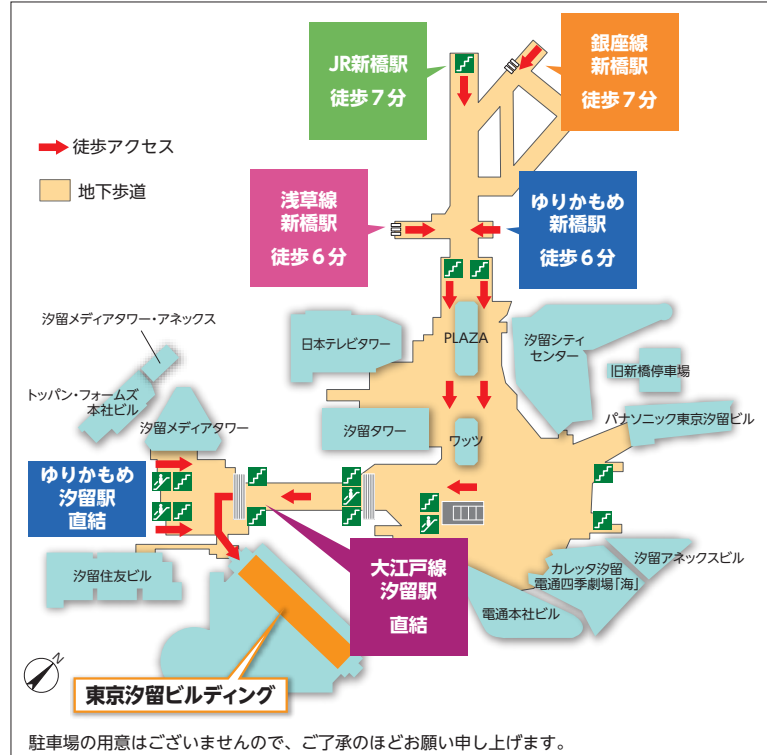 JR新橋駅
徒歩7分
銀座線
新橋駅
徒歩7分
徒歩アクセス
地下歩道
浅草線
新橋駅
徒歩6分
ゆりかもめ
新橋駅
徒歩6分
汐留メディアタワー・アネックス
日本テレビタワー
PLAZA
汐留シティ
センター
旧新橋停車場
トッパン・フォームズ
本社ビル
汐留メディアタワー
汐留タワー
ワッツ
パナソニック東京汐留ビル
ゆりかもめ
汐留駅
直結
大江戸線
汐留駅
直結
汐留住友ビル
汐留アネックスビル
カレッタ汐留
電通四季劇場「海」
電通本社ビル
N
東京汐留ビルディング
駐車場の用意はございませんので、ご了承のほどお願い申し上げます。